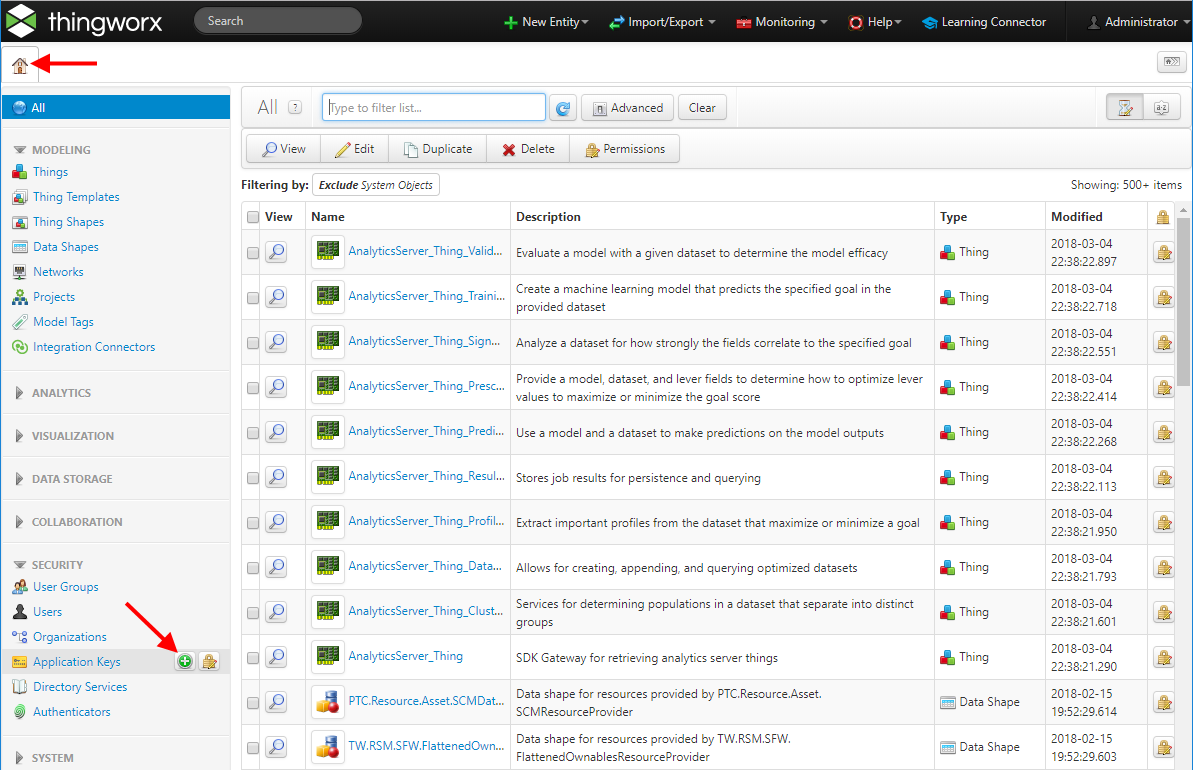 thingworx
Search
New Entity
Import/Export
Monitoring
Help
Learning Connector
Administrator
All
MODELING
Things
Thing Templates
Thing Shapes
Data Shapes
Networks
Projects
Model Tags
Integration Connectors
ANALYTICS
VISUALIZATION
DATA STORAGE
COLLABORATION
SECURITY
User Groups
Users
Organizations
Application Keys
Directory Services
Authenticators
SYSTEM
All ? Type to filter list... Advanced Clear
View Edit Duplicate Delete Permissions
Filtering by: Exclude System Objects Showing: 500+ items
View Name Description Type Modified
AnalyticsServer_Thing_Valid... Evaluate a model with a given dataset to determine the model efficacy Thing 2018-03-04
22:38:22.897
AnalyticsServer_Thing_Traini... Create a machine learning model that predicts the specified goal in the Thing 2018-03-04
provided dataset 22:38:22.718
AnalyticsServer_Thing_Sign... Analyze a dataset for how strongly the fields correlate to the specified goal Thing 2018-03-04
22:38:22.551
AnalyticsServer_Thing_Presc... Provide a model, dataset, and lever fields to determine how to optimize lever Thing 2018-03-04
values to maximize or minimize the goal score 22:38:22.414
AnalyticsServer_Thing_Predi... Use a model and a dataset to make predictions on the model outputs Thing 2018-03-04
22:38:22.268
AnalyticsServer_Thing_Resul... Stores job results for persistence and querying Thing 2018-03-04
22:38:22.113
AnalyticsServer_Thing_Profil... Extract important profiles from the dataset that maximize or minimize a goal Thing 2018-03-04
22:38:21.950
AnalyticsServer_Thing_Data... Allows for creating, appending, and querying optimized datasets Thing 2018-03-04
22:38:21.793
AnalyticsServer_Thing_Clust... Services for determining populations in a dataset that separate into distinct Thing 2018-03-04
groups 22:38:21.601
AnalyticsServer_Thing SDK Gateway for retrieving analytics server things Thing 2018-03-04
22:38:21.290
PTC.Resource.Asset.SCMDat... Data shape for resources provided by PTC.Resource.Asset. Data Shape 2018-02-15
SCMResourceProvider 19:52:29.614
TW.RSM.SFW.FlattenedOwn... Data shape for resources provided by TW.RSM.SFW. Data Shape 2018-02-15
FlattenedOwnablesResourceProvider 19:52:29.603